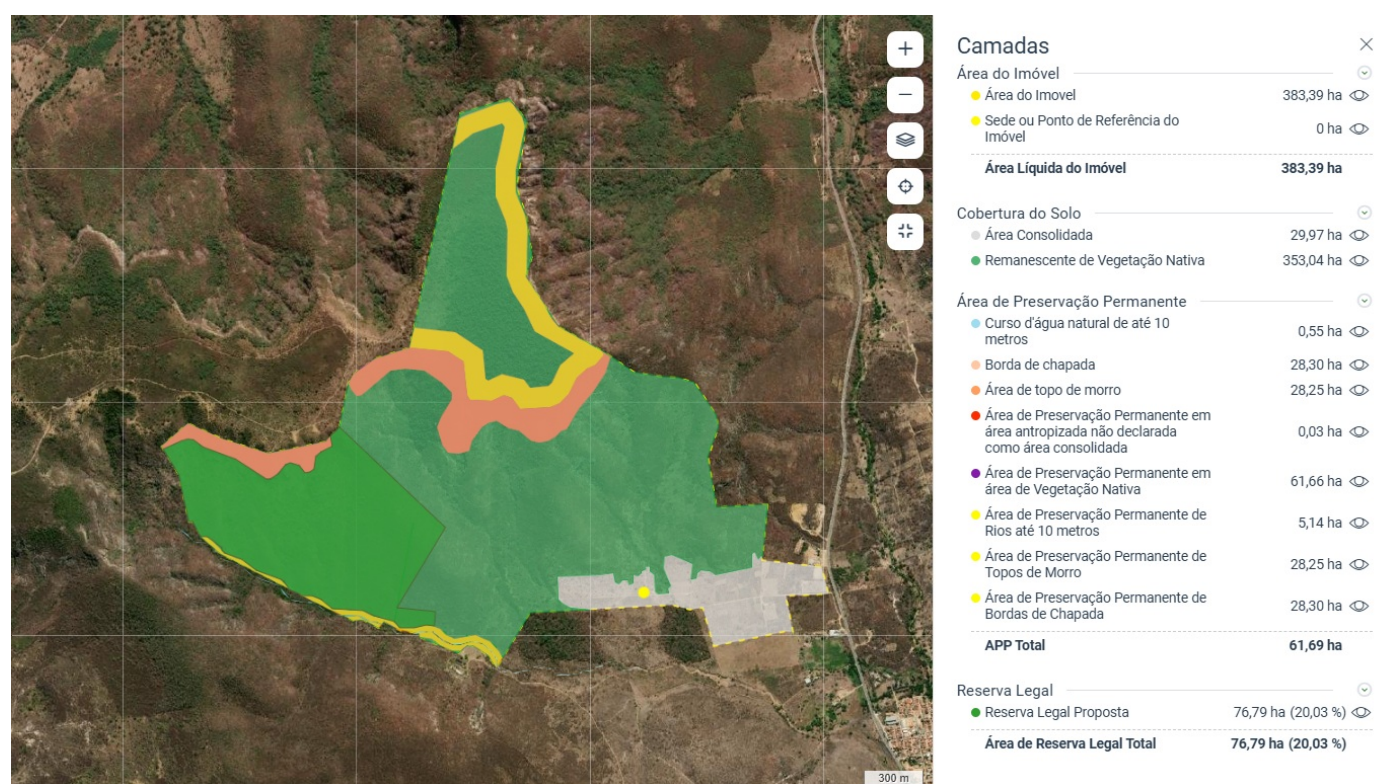 Camadas
Área do Imóvel
Área do Imovel 383,39 ha
Sede ou Ponto de Referência do
Imóvel 0 ha
Área Líquida do Imóvel 383,39 ha
Cobertura do Solo
Área Consolidada 29,97 ha
Remanescente de Vegetação Nativa 353,04 ha
Área de Preservação Permanente
Curso d'água natural de até 10
metros 0,55 ha
Borda de chapada 28,30 ha
Área de topo de morro 28,25 ha
Área de Preservação Permanente em
área antropizada não declarada 0,03 ha
como área consolidada
Área de Preservação Permanente em
área de Vegetação Nativa 61,66 ha
Área de Preservação Permanente de
Rios até 10 metros 5,14 ha
Área de Preservação Permanente de
Topos de Morro 28,25 ha
Área de Preservação Permanente de
Bordas de Chapada 28,30 ha
APP Total 61,69 ha
Reserva Legal
Reserva Legal Proposta 76,79 ha (20,03 %)
Área de Reserva Legal Total 76,79 ha (20,03 %)
300 m